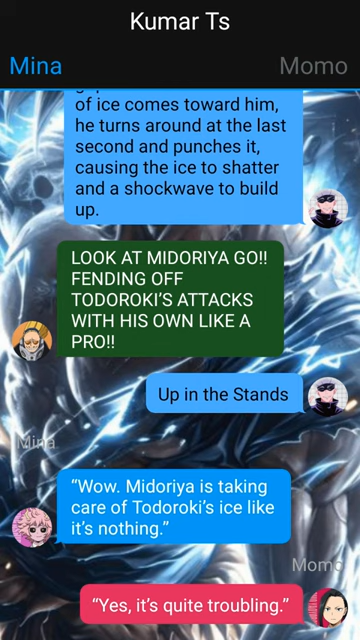 Kumar Ts
Mina
Momo
of ice comes toward him,
he turns around at the last
second and punches it,
causing the ice to shatter
and a shockwave to build
up.
LOOK AT MIDORIYA GO!!
FENDING OFF
TODOROKI'S ATTACKS
WITH HIS OWN LIKE A
PRO!!
Up in the Stands
Mina
“Wow. Midoriya is taking
care of Todoroki's ice like
it's nothing.”
Momo
“Yes, it's quite troubling.”